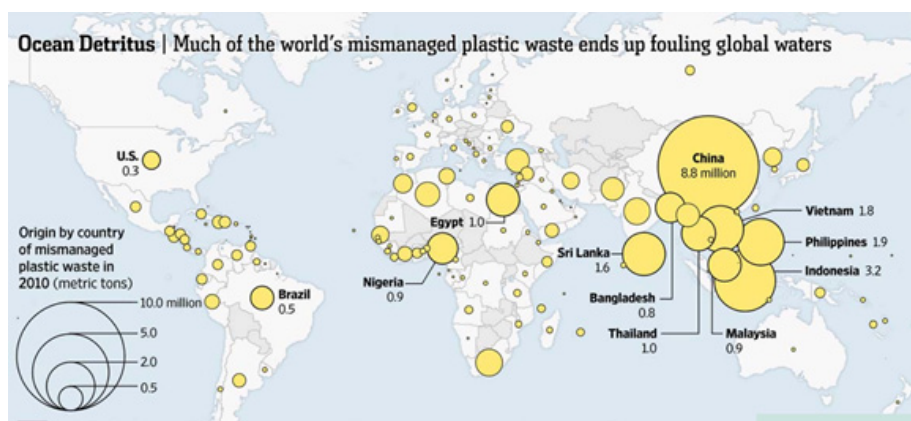 Ocean Detritus | Much of the world's mismanaged plastic waste ends up fouling global waters
U.S.
0.3
China
8.8 million
Egypt 1.0
Vietnam 1.8
Philippines 1.9
Indonesia 3.2
Sri Lanka
1.6
Nigeria
0.9
Brazil
0.5
Bangladesh
0.8
Thailand
1.0
Malaysia
0.9
Origin by country
of mismanaged
plastic waste in
2010 (metric tons)
10.0 million
5.0
2.0
0.5